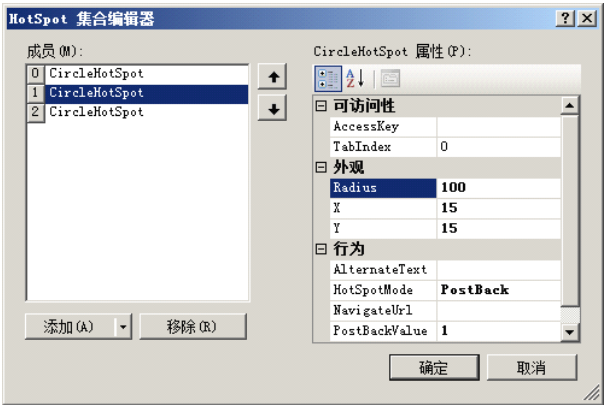 HotSpot 集合编辑器
成员(M):
0 CircleHotSpot
1 CircleHotSpot
2 CircleHotSpot
添加(A)
移除(R)
CircleHotSpot 属性(P):
可访问性
AccessKey
TabIndex 0
外观
Radius 100
X 15
Y 15
行为
AlternateText
HotSpotMode PostBack
NavigateUrl
PostBackValue 1
确定
取消